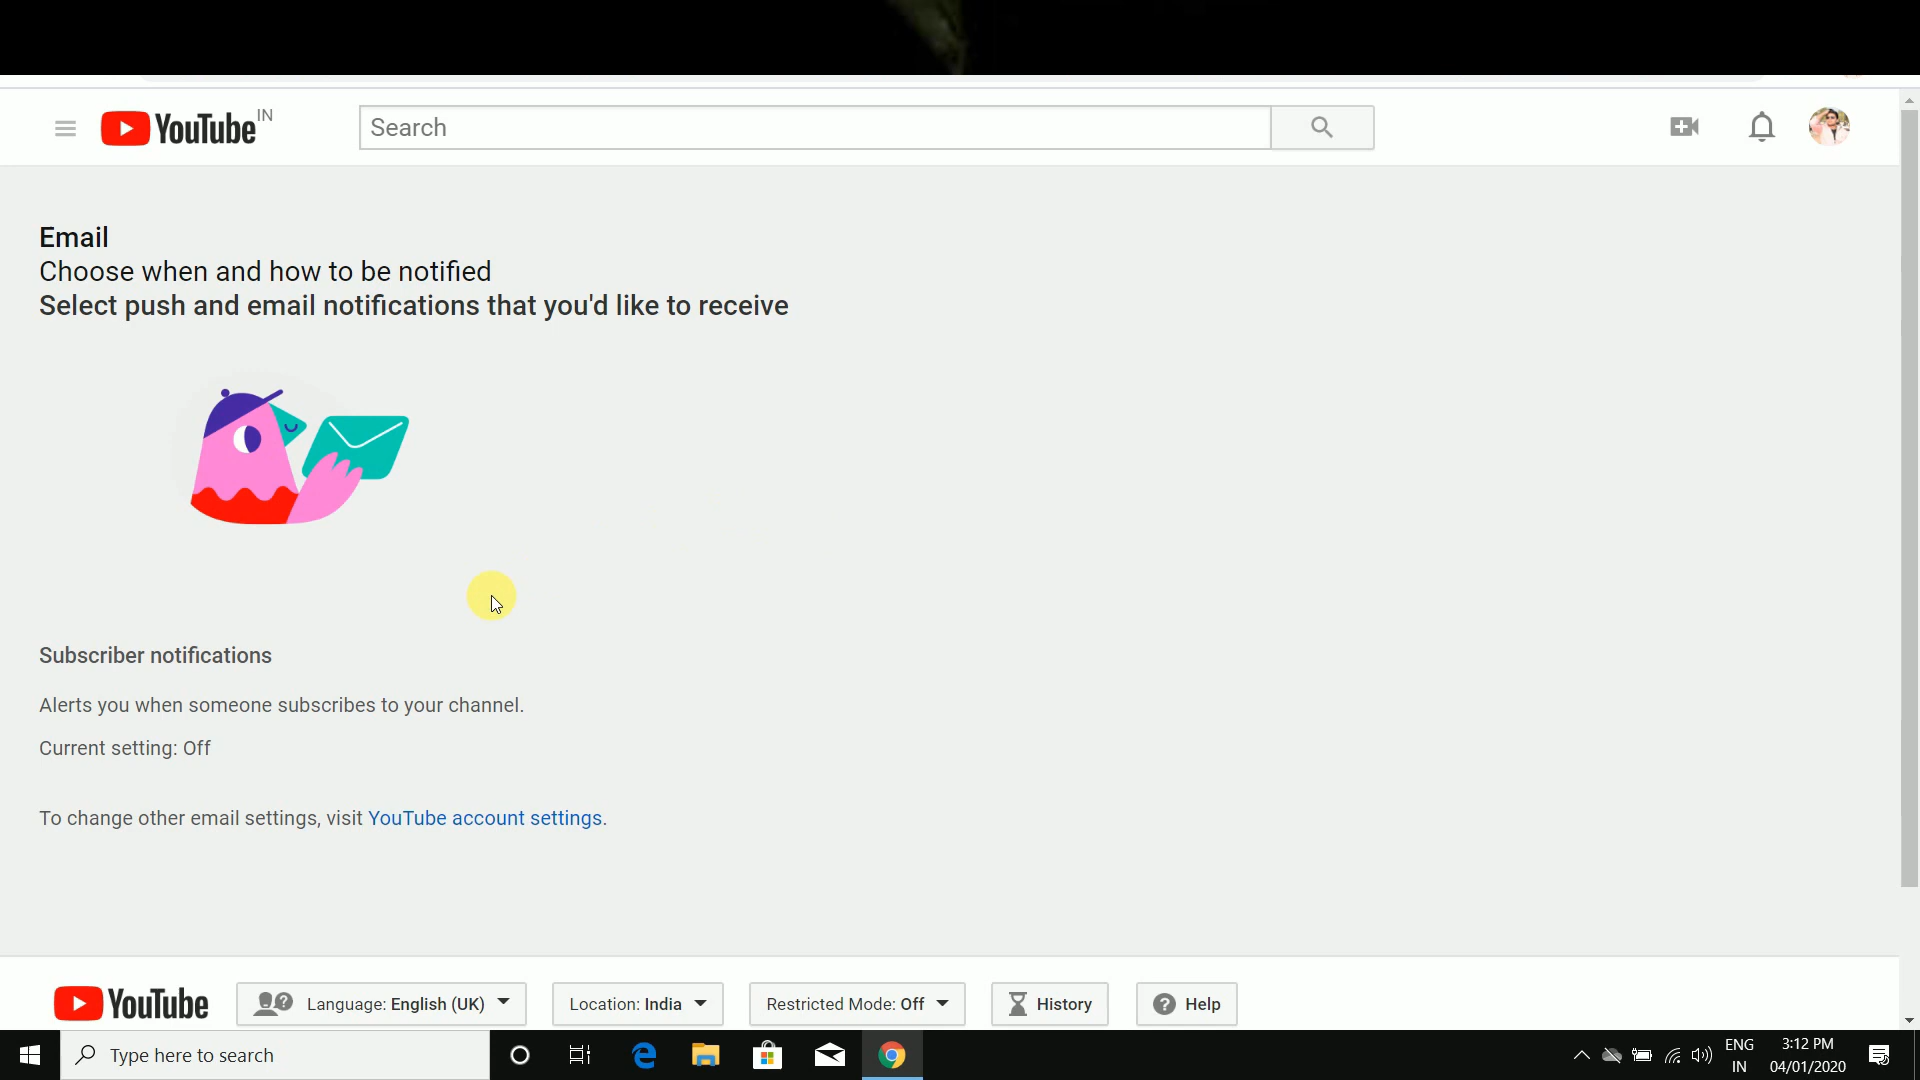 YouTube IN
Search
Email
Choose when and how to be notified
Select push and email notifications that you'd like to receive
Subscriber notifications
Alerts you when someone subscribes to your channel.
Current setting: Off
To change other email settings, visit YouTube account settings.
YouTube
Language: English (UK)
Location: India
Restricted Mode: Off
History
Help
Type here to search
ENG
IN
3:12 PM
04/01/2020